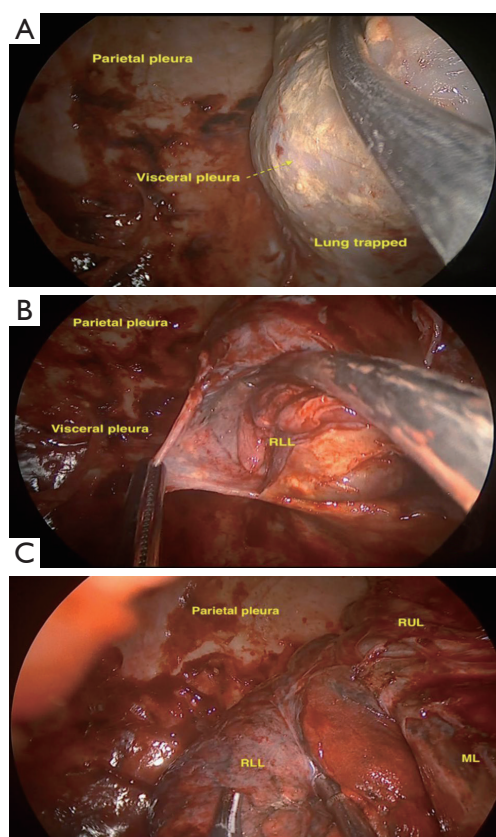 A
Parietal pleura
Visceral pleura
Lung trapped
B
Parietal pleura
Visceral pleura
RLL
C
Parietal pleura
RUL
RLL
ML